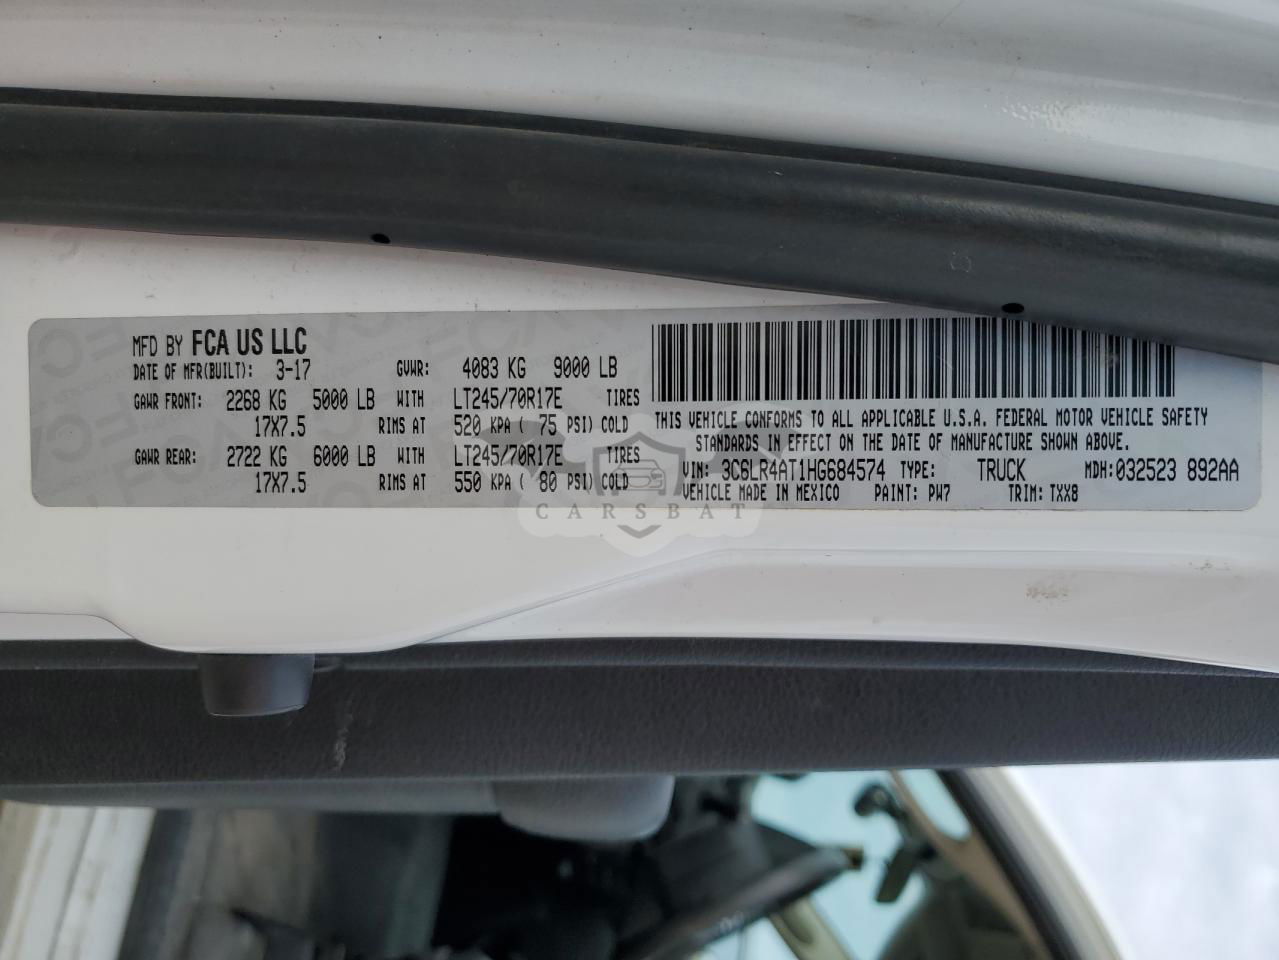 MFD BY FCA US LLC
DATE OF MFR(BUILT): 3-17 GVWR: 4083 KG 9000 LB
GAWR FRONT: 2268 KG 5000 LB WITH LT245/70R17E TIRES
17X7.5 RIMS AT 520 KPA ( 75 PSI) COLD
GAWR REAR: 2722 KG 6000 LB WITH LT245/70R17E TIRES
17X7.5 RIMS AT 550 KPA ( 80 PSI) COLD
THIS VEHICLE CONFORMS TO ALL APPLICABLE U.S.A. FEDERAL MOTOR VEHICLE SAFETY
STANDARDS IN EFFECT ON THE DATE OF MANUFACTURE SHOWN ABOVE.
VIN: 3C6LR4AT1HG684574 TYPE: TRUCK MDH: 032523 892AA
VEHICLE MADE IN MEXICO PAINT: PW7 TRIM: TXX8
CARSBAT